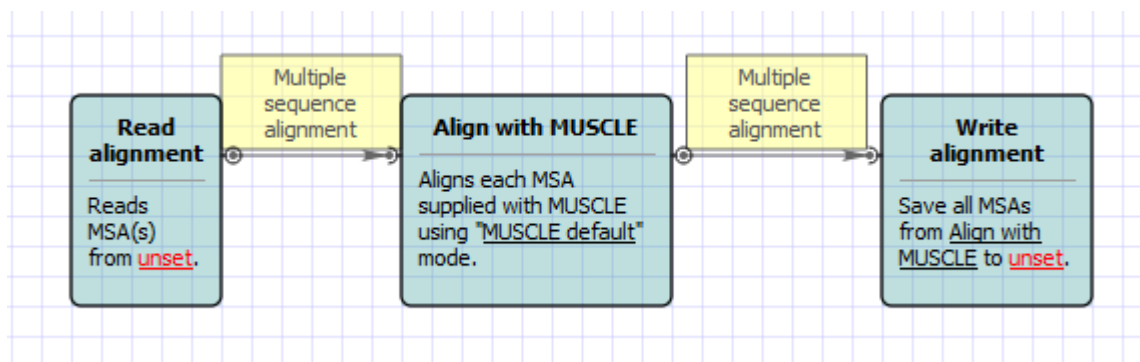 Read
alignment
Reads
MSA(s)
from unset.
Multiple
sequence
alignment
Align with MUSCLE
Aligns each MSA
supplied with MUSCLE
using "MUSCLE default"
mode.
Multiple
sequence
alignment
Write
alignment
Save all MSAs
from Align with
MUSCLE to unset.